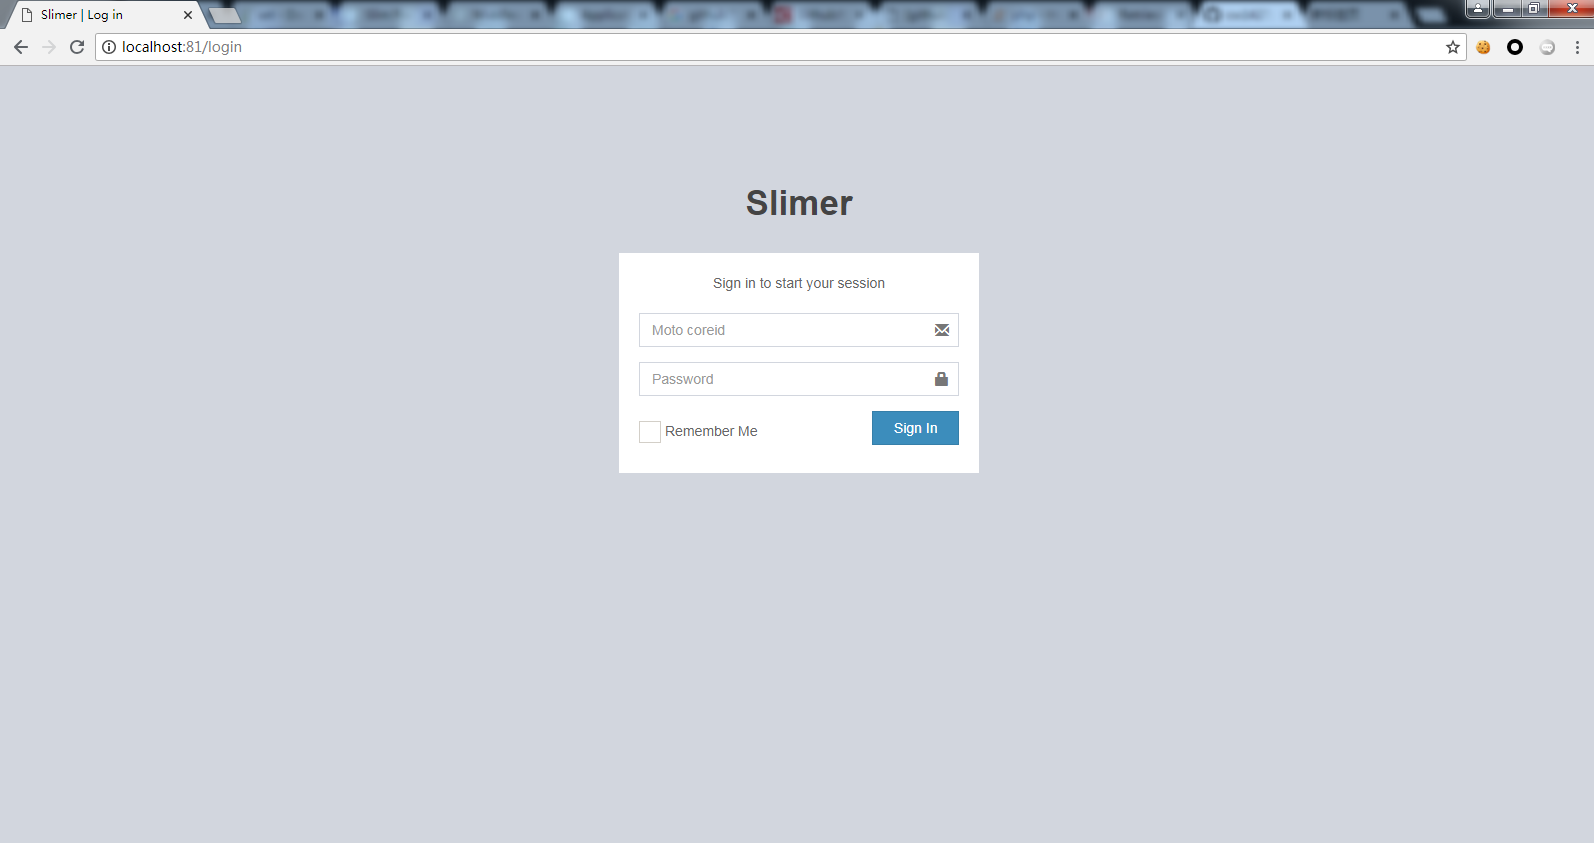 Slimer | Log in
localhost:81/login
Slimer
Sign in to start your session
Moto coreid
Password
Remember Me
Sign In